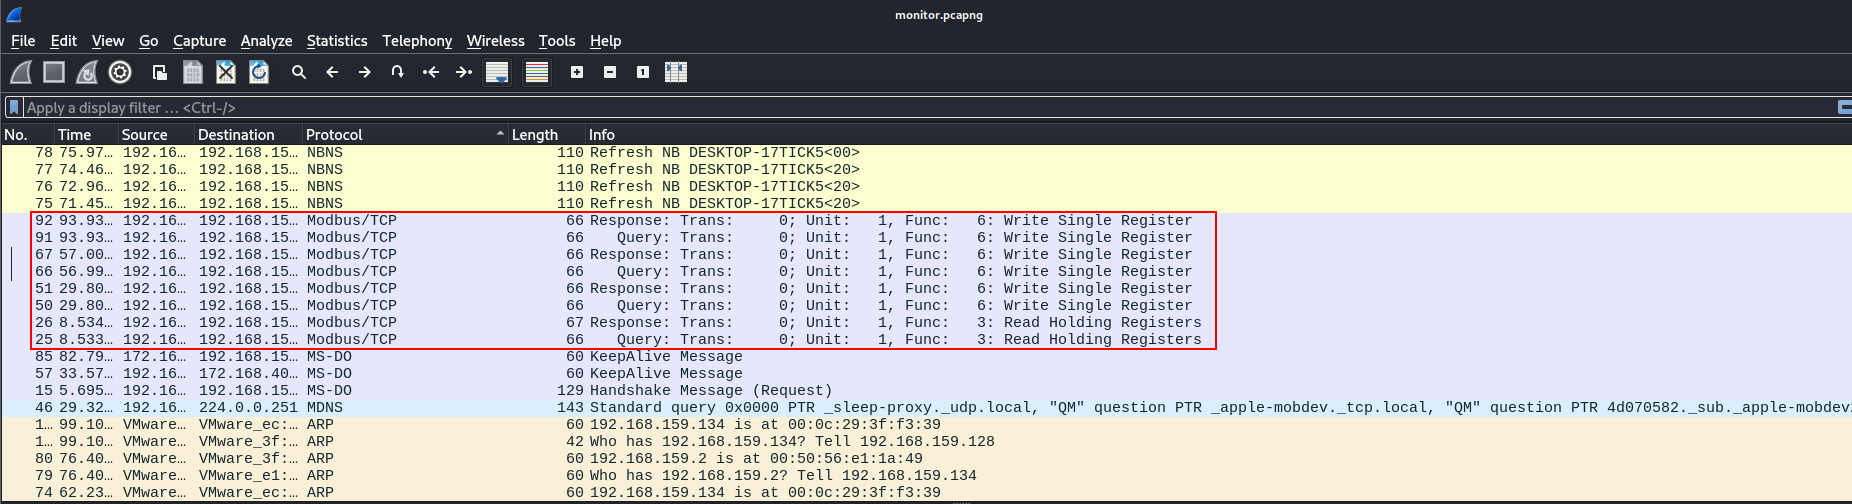 monitor.pcapng
File Edit View Go Capture Analyze Statistics Telephony Wireless Tools Help
Apply a display filter … <Ctrl-/>
No. Time Source Destination Protocol Length Info
78 75.97… 192.16… 192.168.15… NBNS 110 Refresh NB DESKTOP-17TICK5<00>
77 74.46… 192.16… 192.168.15… NBNS 110 Refresh NB DESKTOP-17TICK5<20>
76 72.96… 192.16… 192.168.15… NBNS 110 Refresh NB DESKTOP-17TICK5<20>
75 71.45… 192.16… 192.168.15… NBNS 110 Refresh NB DESKTOP-17TICK5<20>
92 93.93… 192.16… 192.168.15… Modbus/TCP 66 Response: Trans: 0; Unit: 1, Func: 6: Write Single Register
91 93.93… 192.16… 192.168.15… Modbus/TCP 66 Query: Trans: 0; Unit: 1, Func: 6: Write Single Register
67 57.00… 192.16… 192.168.15… Modbus/TCP 66 Response: Trans: 0; Unit: 1, Func: 6: Write Single Register
66 56.99… 192.16… 192.168.15… Modbus/TCP 66 Query: Trans: 0; Unit: 1, Func: 6: Write Single Register
51 29.80… 192.16… 192.168.15… Modbus/TCP 66 Response: Trans: 0; Unit: 1, Func: 6: Write Single Register
50 29.80… 192.16… 192.168.15… Modbus/TCP 66 Query: Trans: 0; Unit: 1, Func: 6: Write Single Register
26 8.534… 192.16… 192.168.15… Modbus/TCP 67 Response: Trans: 0; Unit: 1, Func: 3: Read Holding Registers
25 8.533… 192.16… 192.168.15… Modbus/TCP 66 Query: Trans: 0; Unit: 1, Func: 3: Read Holding Registers
85 82.79… 172.16… 192.168.15… MS-DO 60 KeepAlive Message
57 33.57… 192.16… 172.168.40… MS-DO 60 KeepAlive Message
15 5.695… 192.16… 192.168.15… MS-DO 129 Handshake Message (Request)
46 29.32… 192.16… 224.0.0.251 MDNS 143 Standard query 0x0000 PTR _sleep-proxy._udp.local, "QM" question PTR _apple-mobdev._tcp.local, "QM" question PTR 4d070582._sub._apple-mobdev
1… 99.10… VMware… VMware_ec:… ARP 60 192.168.159.134 is at 00:0c:29:3f:f3:39
1… 99.10… VMware… VMware_3f:… ARP 42 Who has 192.168.159.134? Tell 192.168.159.128
80 76.40… VMware… VMware_3f:… ARP 60 192.168.159.2 is at 00:50:56:e1:1a:49
79 76.40… VMware… VMware_e1:… ARP 60 Who has 192.168.159.2? Tell 192.168.159.134
74 62.23… VMware… VMware_ec:… ARP 60 192.168.159.134 is at 00:0c:29:3f:f3:39